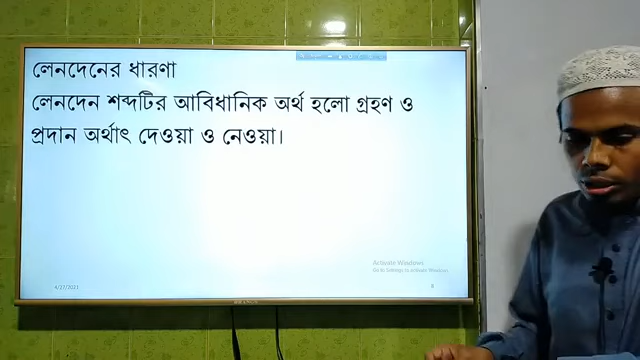 লেনদেনের ধারণা
লেনদেন শব্দটির আবিধানিক অর্থ হলো গ্রহণ ও
প্রদান অর্থাৎ দেওয়া ও নেওয়া।
Activate Windows
Go to Settings to activate Windows.
4/27/2021
8